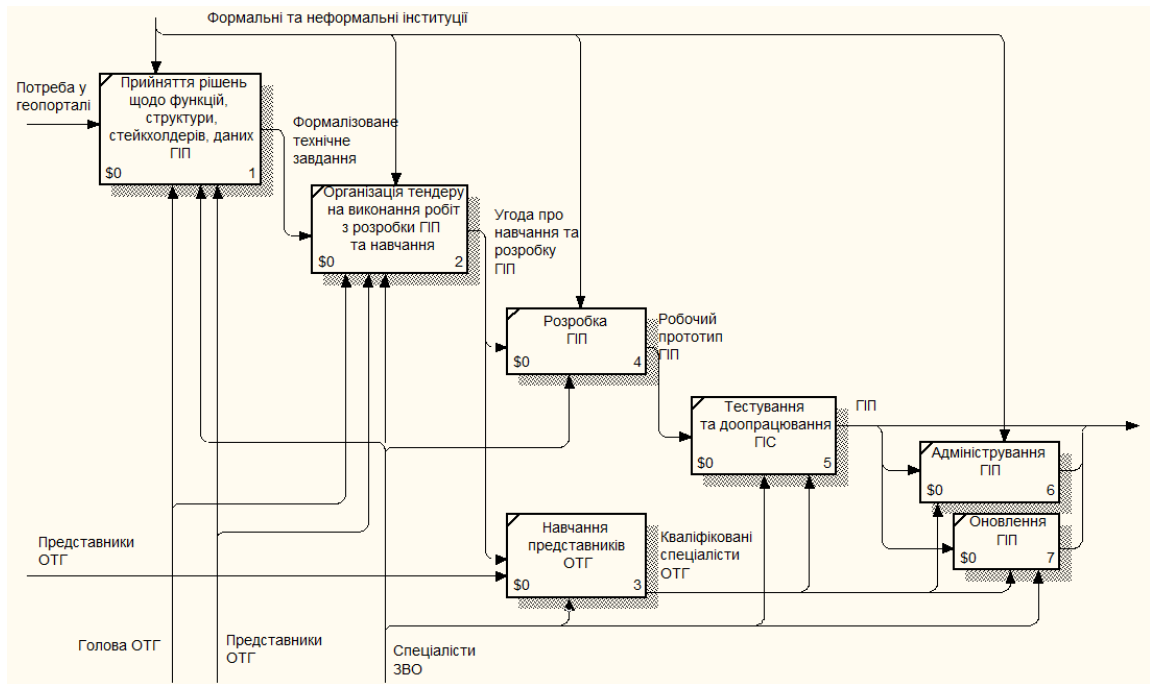 Формальні та неформальні інституції
Потреба у
геопорталі
Прийняття рішень
щодо функцій,
структури,
стейкхолдерів, даних
ГІП
$0 1
Формалізоване
технічне
завдання
Організація тендеру
на виконання робіт
з розробки ГІП
та навчання
$0 2
Угода про
навчання та
розробку
ГІП
Розробка
ГІП
$0 4
Робочий
прототип
ГІП
Тестування
та доопрацювання
ГІС
$0 5
ГІП
Адміністрування
ГІП
$0 6
Оновлення
ГІП
$0 7
Навчання
представників
ОТГ
$0 3
Кваліфіковані
спеціалісти
ОТГ
Представники
ОТГ
Голова ОТГ
Представники
ОТГ
Спеціалісти
ЗВО